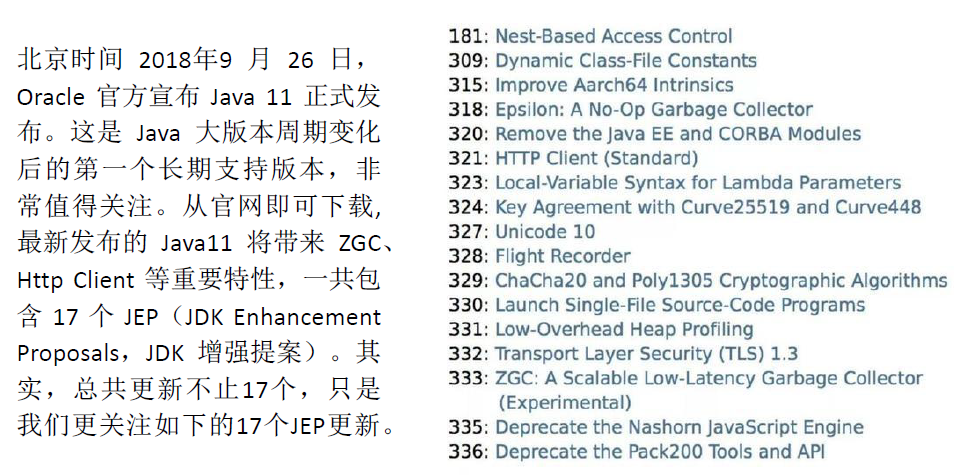 北京时间 2018年9 月 26 日，
Oracle 官方宣布 Java 11 正式发
布。这是 Java 大版本周期变化
后的第一个长期支持版本，非
常值得关注。从官网即可下载,
最新发布的 Java11 将带来 ZGC、
Http Client 等重要特性，一共包
含 17 个 JEP（JDK Enhancement
Proposals，JDK 增强提案）。其
实，总共更新不止17个，只是
我们更关注如下的17个JEP更新。
181: Nest-Based Access Control
309: Dynamic Class-File Constants
315: Improve Aarch64 Intrinsics
318: Epsilon: A No-Op Garbage Collector
320: Remove the Java EE and CORBA Modules
321: HTTP Client (Standard)
323: Local-Variable Syntax for Lambda Parameters
324: Key Agreement with Curve25519 and Curve448
327: Unicode 10
328: Flight Recorder
329: ChaCha20 and Poly1305 Cryptographic Algorithms
330: Launch Single-File Source-Code Programs
331: Low-Overhead Heap Profiling
332: Transport Layer Security (TLS) 1.3
333: ZGC: A Scalable Low-Latency Garbage Collector
(Experimental)
335: Deprecate the Nashorn JavaScript Engine
336: Deprecate the Pack200 Tools and API